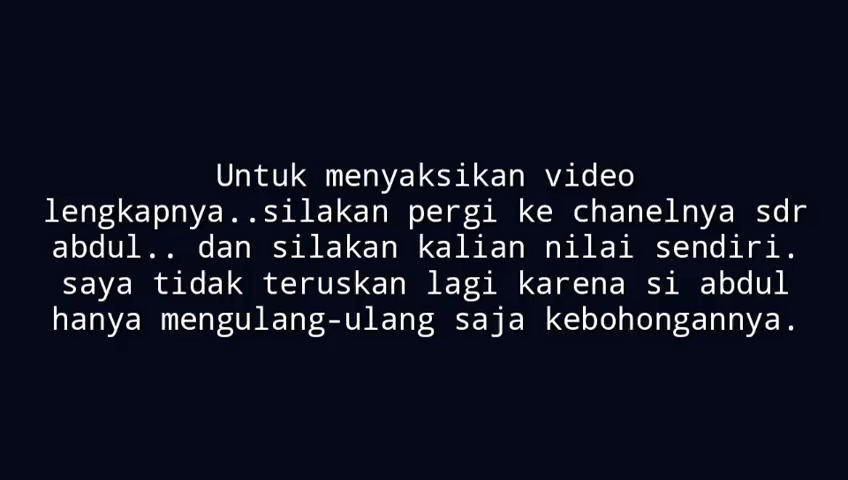 Untuk menyaksikan video
lengkapnya..silakan pergi ke chanelnya sdr
abdul.. dan silakan kalian nilai sendiri.
saya tidak teruskan lagi karena si abdul
hanya mengulang-ulang saja kebohongannya.